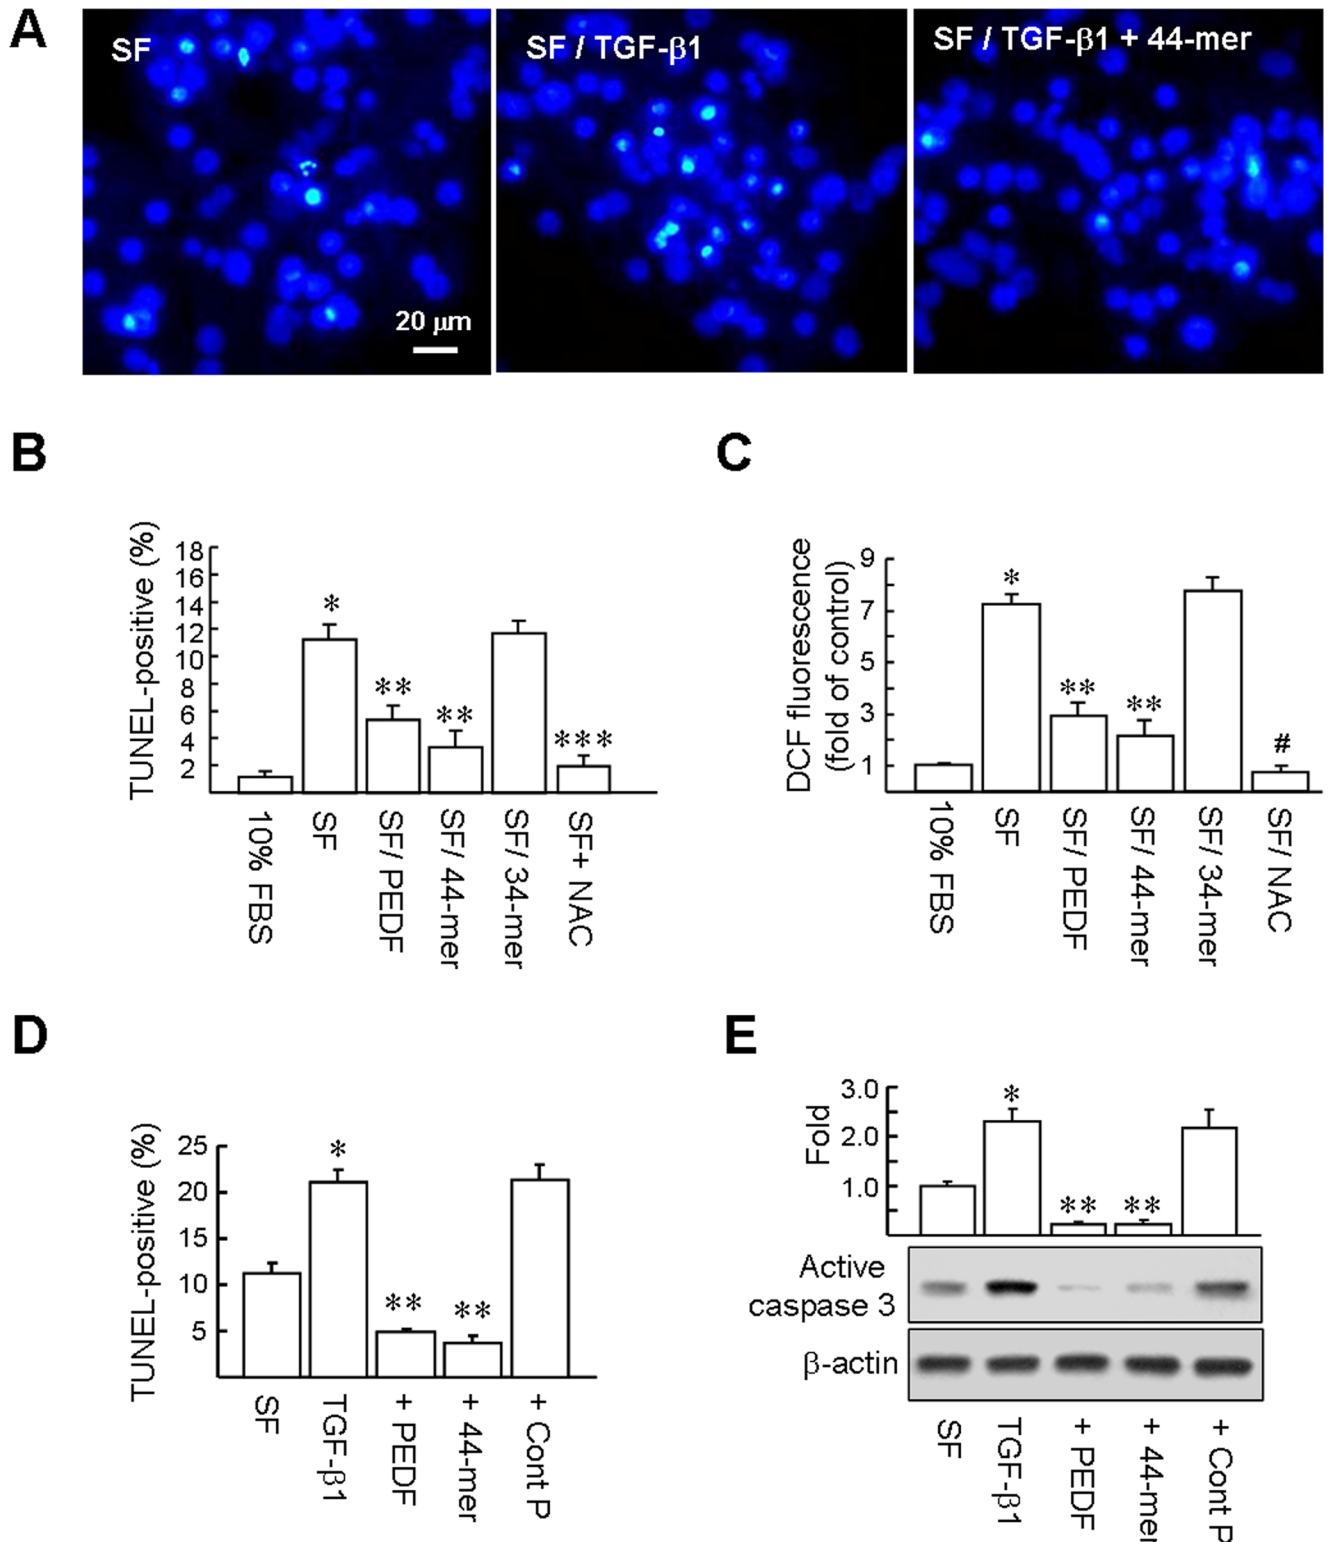 A
SF
SF / TGF-β1
SF / TGF-β1 + 44-mer
20 µm
B
TUNEL-positive (%)
18
16
14
12
10
8
6
4
2
*
**
**
***
10% FBS
SF
SF/ PEDF
SF/ 44-mer
SF/ 34-mer
SF+ NAC
C
DCF fluorescence
(fold of control)
9
7
5
3
1
*
**
**
#
10% FBS
SF
SF/ PEDF
SF/ 44-mer
SF/ 34-mer
SF/ NAC
D
TUNEL-positive (%)
25
20
15
10
5
*
**
**
SF
TGF-β1
+ PEDF
+ 44-mer
+ Cont P
E
Fold
3.0
2.0
1.0
*
**
**
Active
caspase 3
β-actin
SF
TGF-β1
+ PEDF
+ 44-mer
+ Cont P